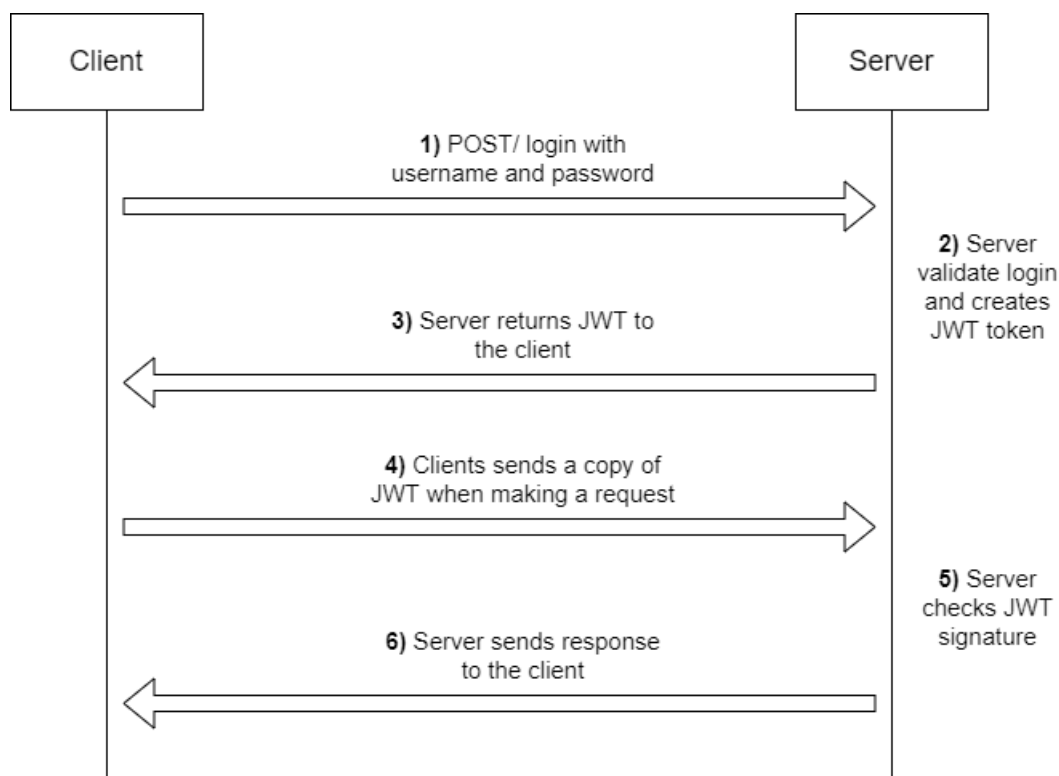 Client
Server
1) POST/ login with
username and password
2) Server
validate login
and creates
JWT token
3) Server returns JWT to
the client
4) Clients sends a copy of
JWT when making a request
5) Server
checks JWT
signature
6) Server sends response
to the client